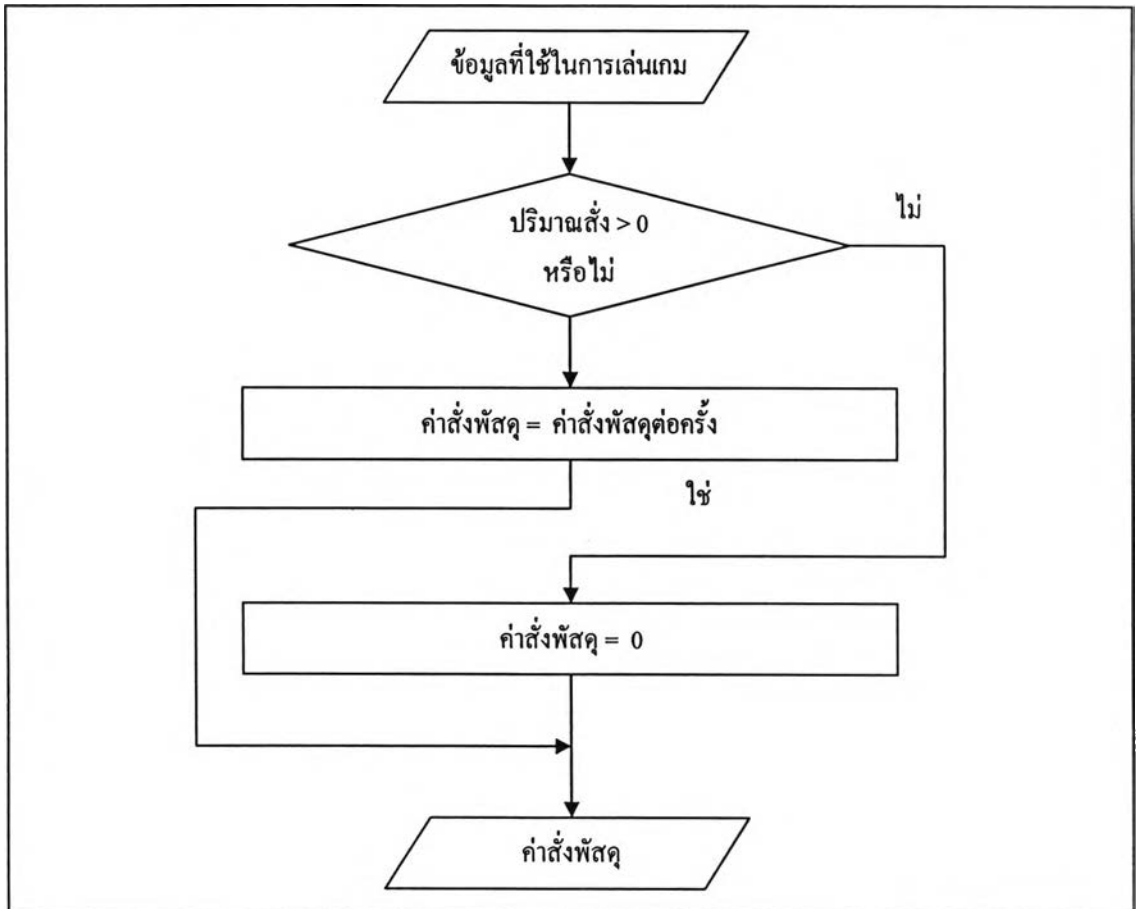 ข้อมูลที่ใช้ในการเล่นเกม
ไม่
ปริมาณสั่ง > 0
หรือไม่
ค่าสั่งพัสดุ = ค่าสั่งพัสดุต่อครั้ง
ใช่
ค่าสั่งพัสดุ = 0
ค่าสั่งพัสดุ